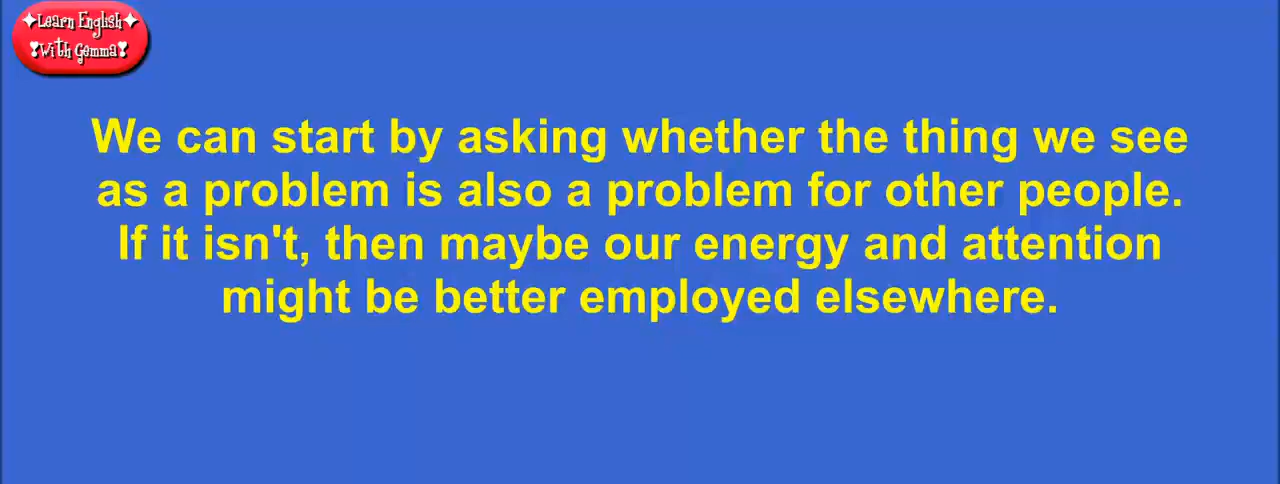 ✦Learn English✦
❣With Gemma❣
We can start by asking whether the thing we see
as a problem is also a problem for other people.
If it isn't, then maybe our energy and attention
might be better employed elsewhere.